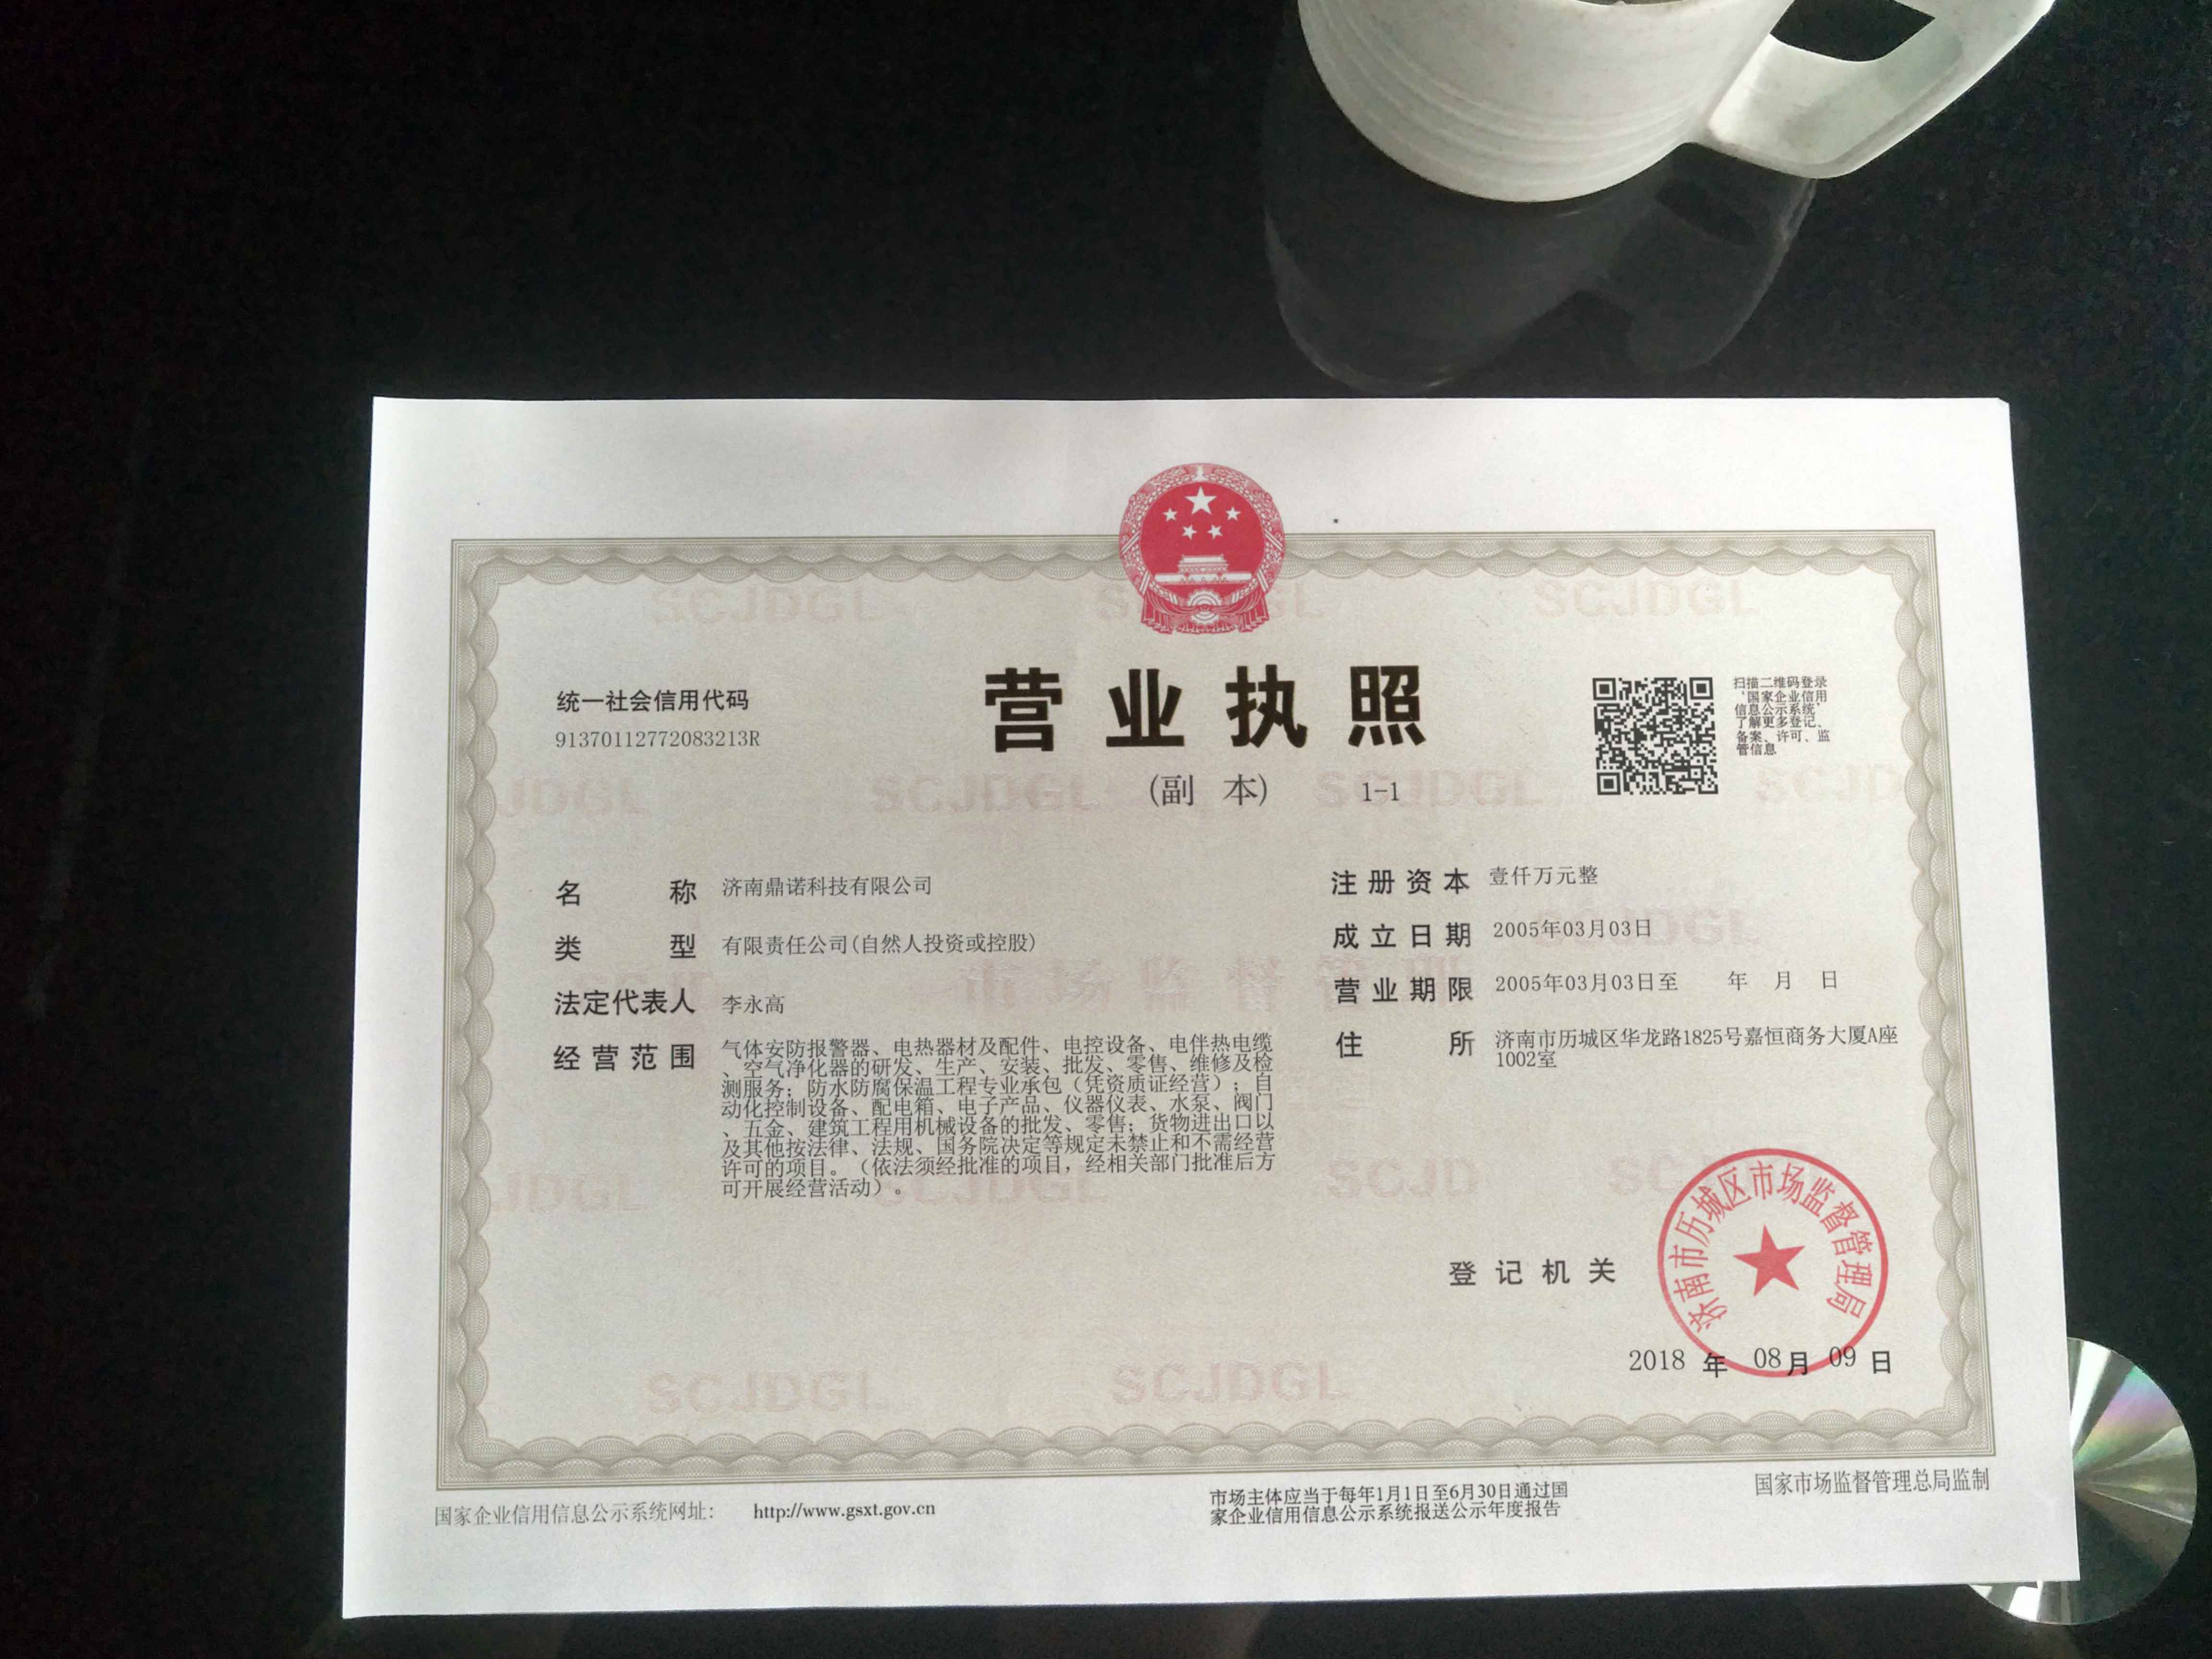 营业执照
(副 本) 1-1
统一社会信用代码
91370112772083213R
扫描二维码登录
'国家企业信用
信息公示系统'
了解更多登记、
备案、许可、监
管信息
名 称 济南鼎诺科技有限公司
类 型 有限责任公司(自然人投资或控股)
法定代表人 李永高
经营范围 气体安防报警器、电热器材及配件、电控设备、电伴热电缆
、空气净化器的研发、生产、安装、批发、零售、维修及检
测服务；防水防腐保温工程专业承包（凭资质证经营）；自
动化控制设备、配电箱、电子产品、仪器仪表、水泵、阀门
、五金、建筑工程用机械设备的批发、零售；货物进出口以
及其他按法律、法规、国务院决定等规定未禁止和不需经营
许可的项目。（依法须经批准的项目，经相关部门批准后方
可开展经营活动）。
注册资本 壹仟万元整
成立日期 2005年03月03日
营业期限 2005年03月03日至 年 月 日
住 所 济南市历城区华龙路1825号嘉恒商务大厦A座
1002室
登记机关
济南市历城区市场监督管理局
2018 年 08 月 09 日
国家企业信用信息公示系统网址： http://www.gsxt.gov.cn
市场主体应当于每年1月1日至6月30日通过国
家企业信用信息公示系统报送公示年度报告
国家市场监督管理总局监制
SCJDGL
SCJDGL
SCJDGL
SCJDGL
SCJDGL
SCJDGL